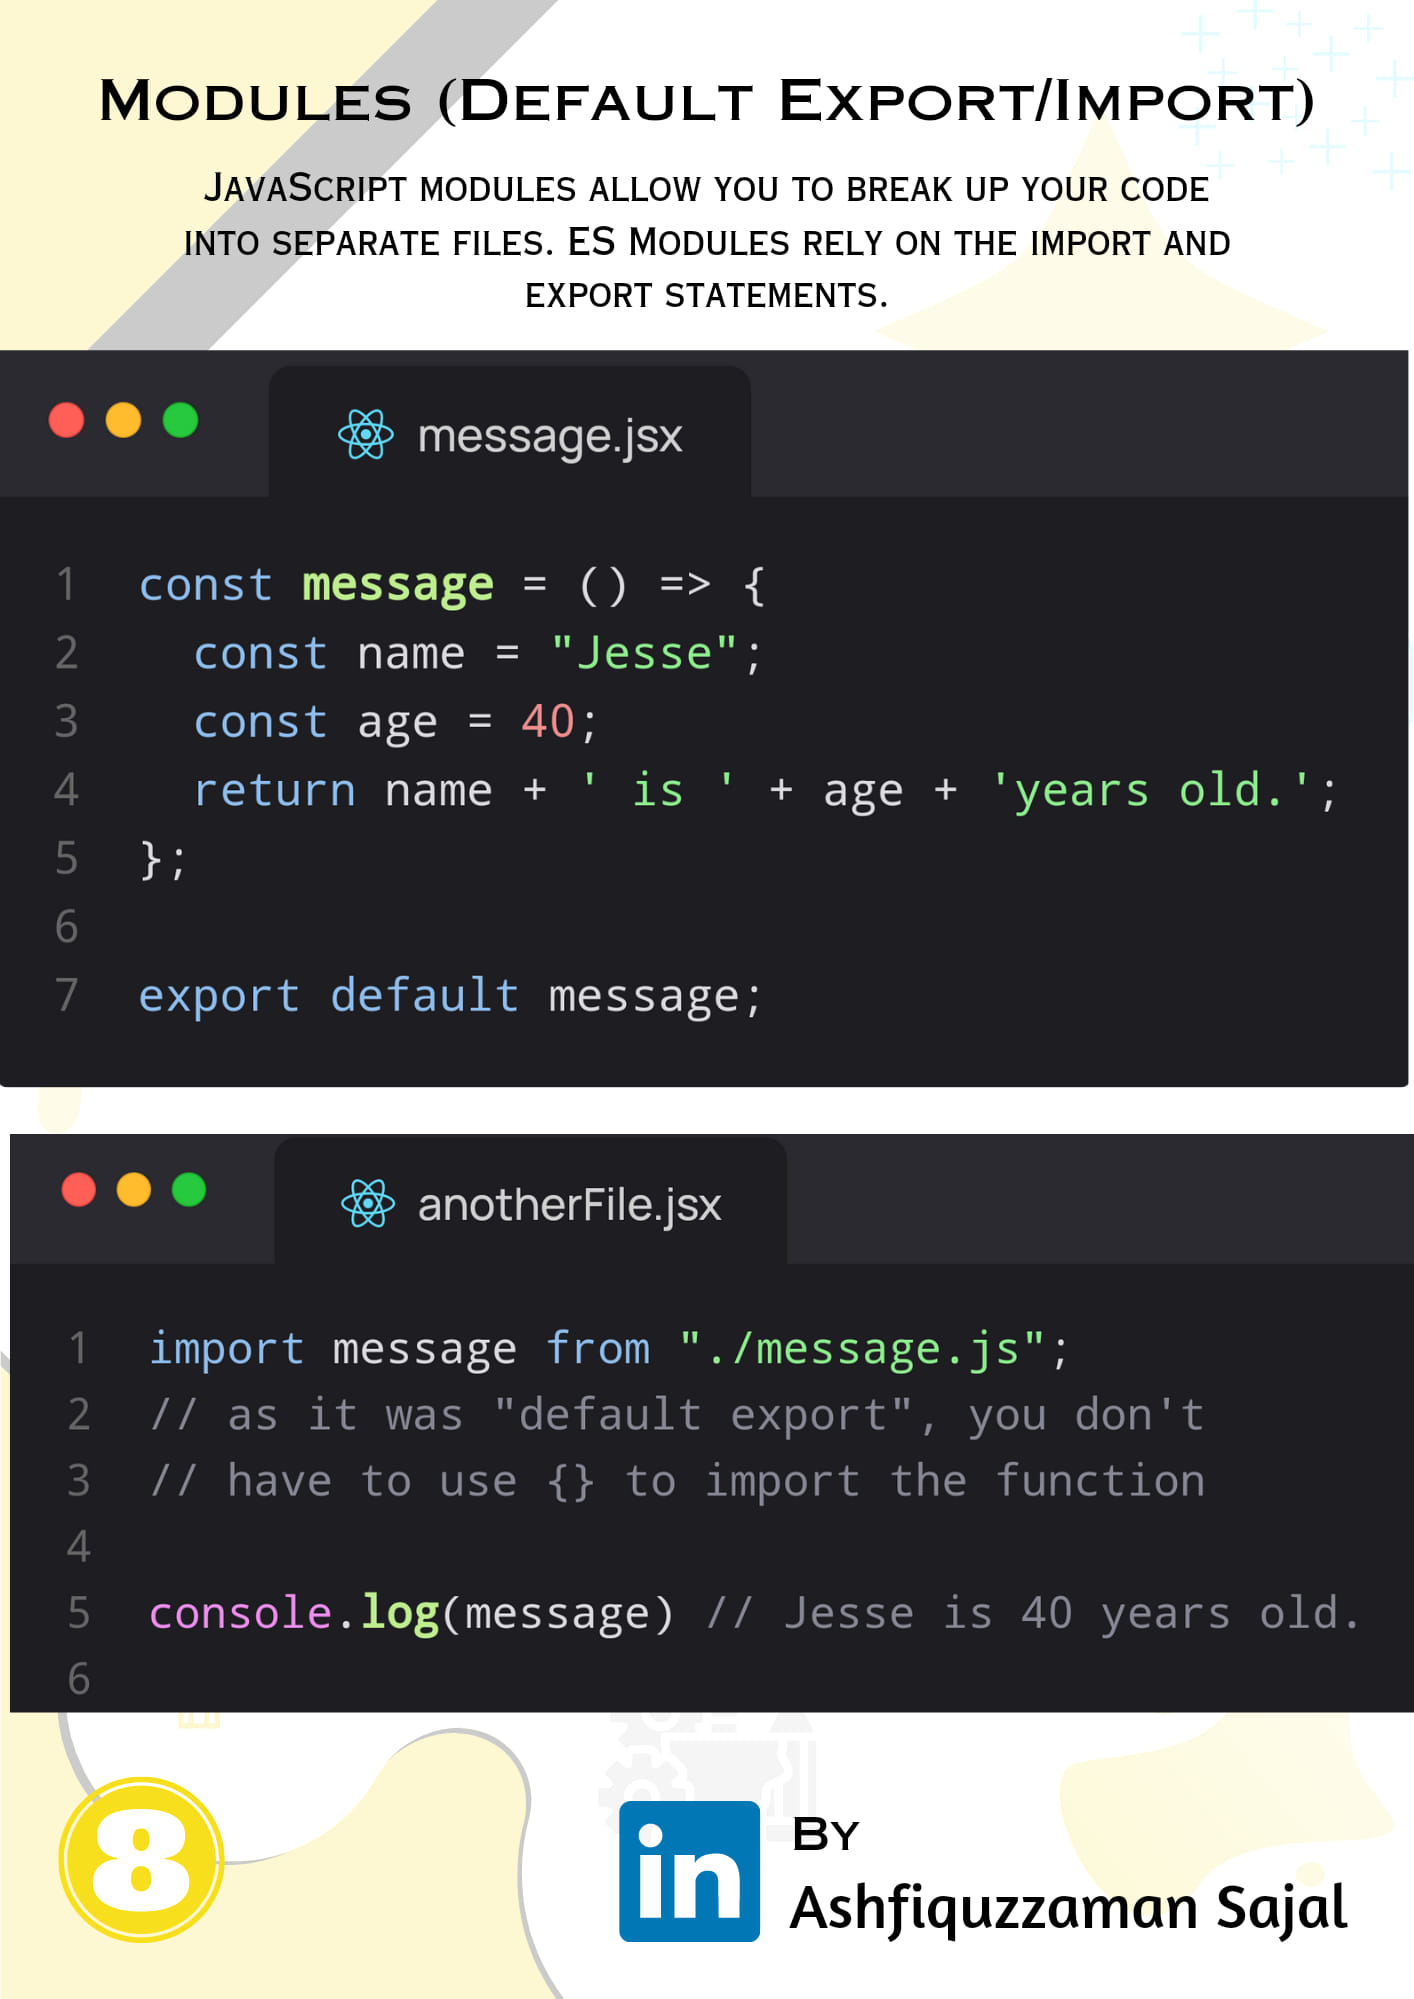 Modules (Default Export/Import)
JavaScript modules allow you to break up your code
into separate files. ES Modules rely on the import and
export statements.
message.jsx
1 const message = () => {
2   const name = "Jesse";
3   const age = 40;
4   return name + ' is ' + age + 'years old.';
5 };
6
7 export default message;
anotherFile.jsx
1 import message from "./message.js";
2 // as it was "default export", you don't
3 // have to use {} to import the function
4
5 console.log(message) // Jesse is 40 years old.
6
8
in
By
Ashfiquzzaman Sajal